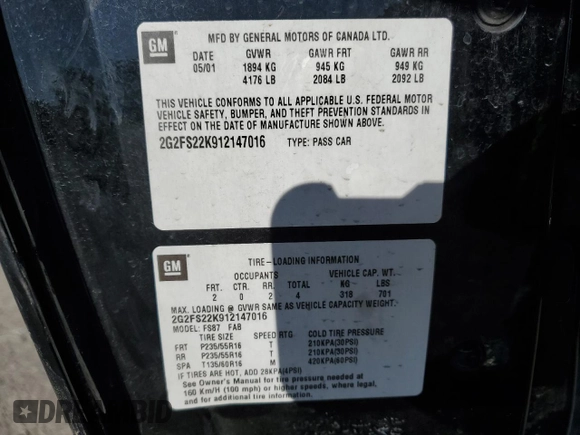 GM
MFD BY GENERAL MOTORS OF CANADA LTD.
DATE GVWR GAWR FRT GAWR RR
05/01 1894 KG 945 KG 949 KG
4176 LB 2084 LB 2092 LB
THIS VEHICLE CONFORMS TO ALL APPLICABLE U.S. FEDERAL MOTOR
VEHICLE SAFETY, BUMPER, AND THEFT PREVENTION STANDARDS IN
EFFECT ON THE DATE OF MANUFACTURE SHOWN ABOVE.
2G2FS22K912147016 TYPE: PASS CAR
GM
TIRE-LOADING INFORMATION
OCCUPANTS VEHICLE CAP. WT.
FRT. CTR. RR. TOTAL KG LBS
2 0 2 4 318 701
MAX. LOADING @ GVWR SAME AS VEHICLE CAPACITY WEIGHT.
2G2FS22K912147016
MODEL: FS87 FAB
TIRE SIZE SPEED RTG COLD TIRE PRESSURE
FRT P235/55R16 T 210KPA(30PSI)
RR P235/55R16 T 210KPA(30PSI)
SPA T135/60R16 M 420KPA(60PSI)
IF TIRES ARE HOT, ADD 28KPA(4PSI)
See Owner's Manual for tire pressure at
160 Km/H (100 mph) or higher speeds, where
legal and for additional information.
DREAMBID